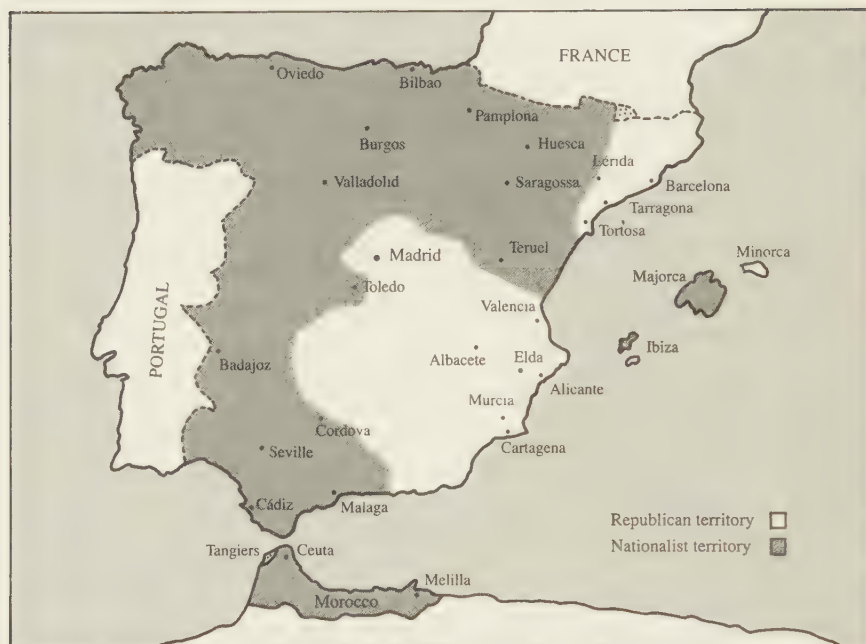 FRANCE
Oviedo
Bilbao
Pamplona
Burgos
Huesca
Lérida
Valladolid
Saragossa
Barcelona
Tarragona
Tortosa
Madrid
Teruel
Minorca
Toledo
Majorca
PORTUGAL
Valencia
Badajoz
Albacete
Elda
Ibiza
Alicante
Murcia
Cordova
Cartagena
Seville
Cádiz
Malaga
Republican territory
Tangiers
Ceuta
Nationalist territory
Melilla
Morocco